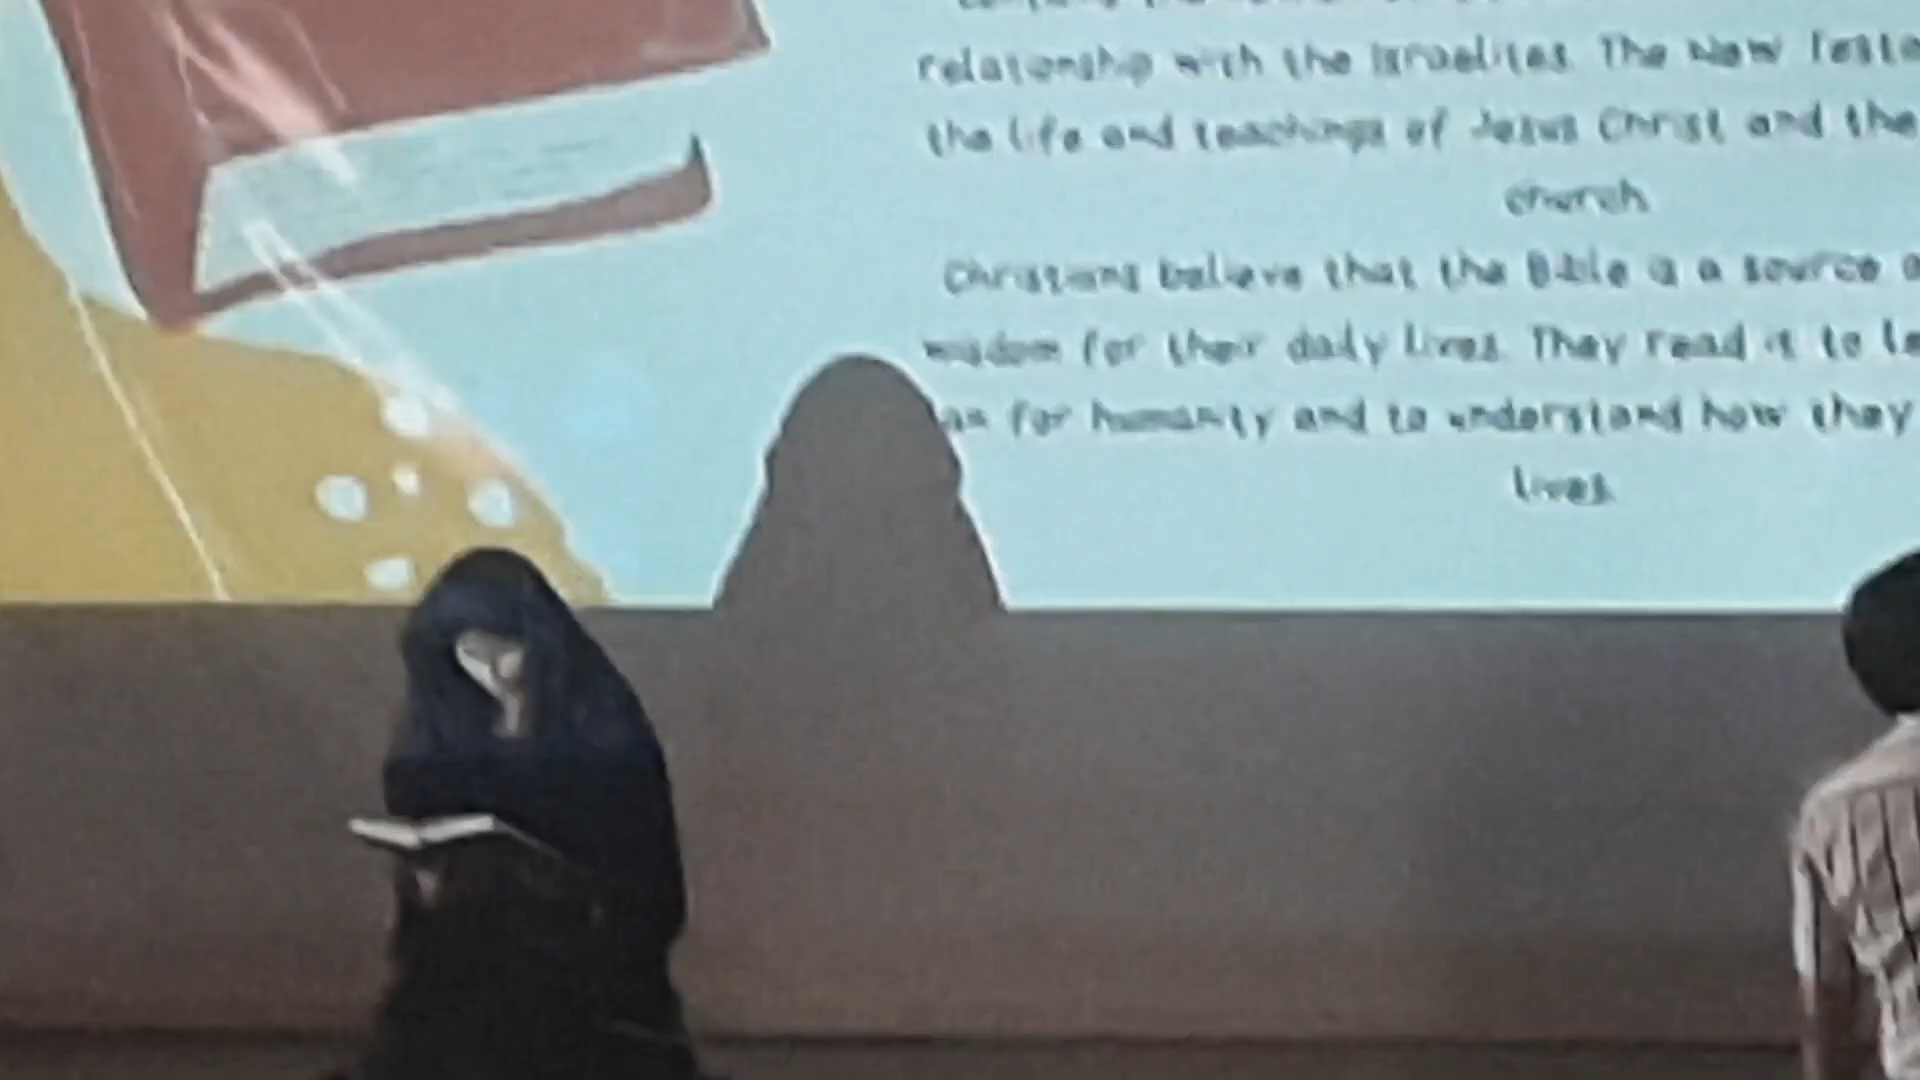 relationship with the Israelites. The New
the life and teachings of Jesus Christ and the
church.
Christians believe that the Bible is a source
wisdom for their daily lives. They read it to
for humanity and to understand how they
lives.